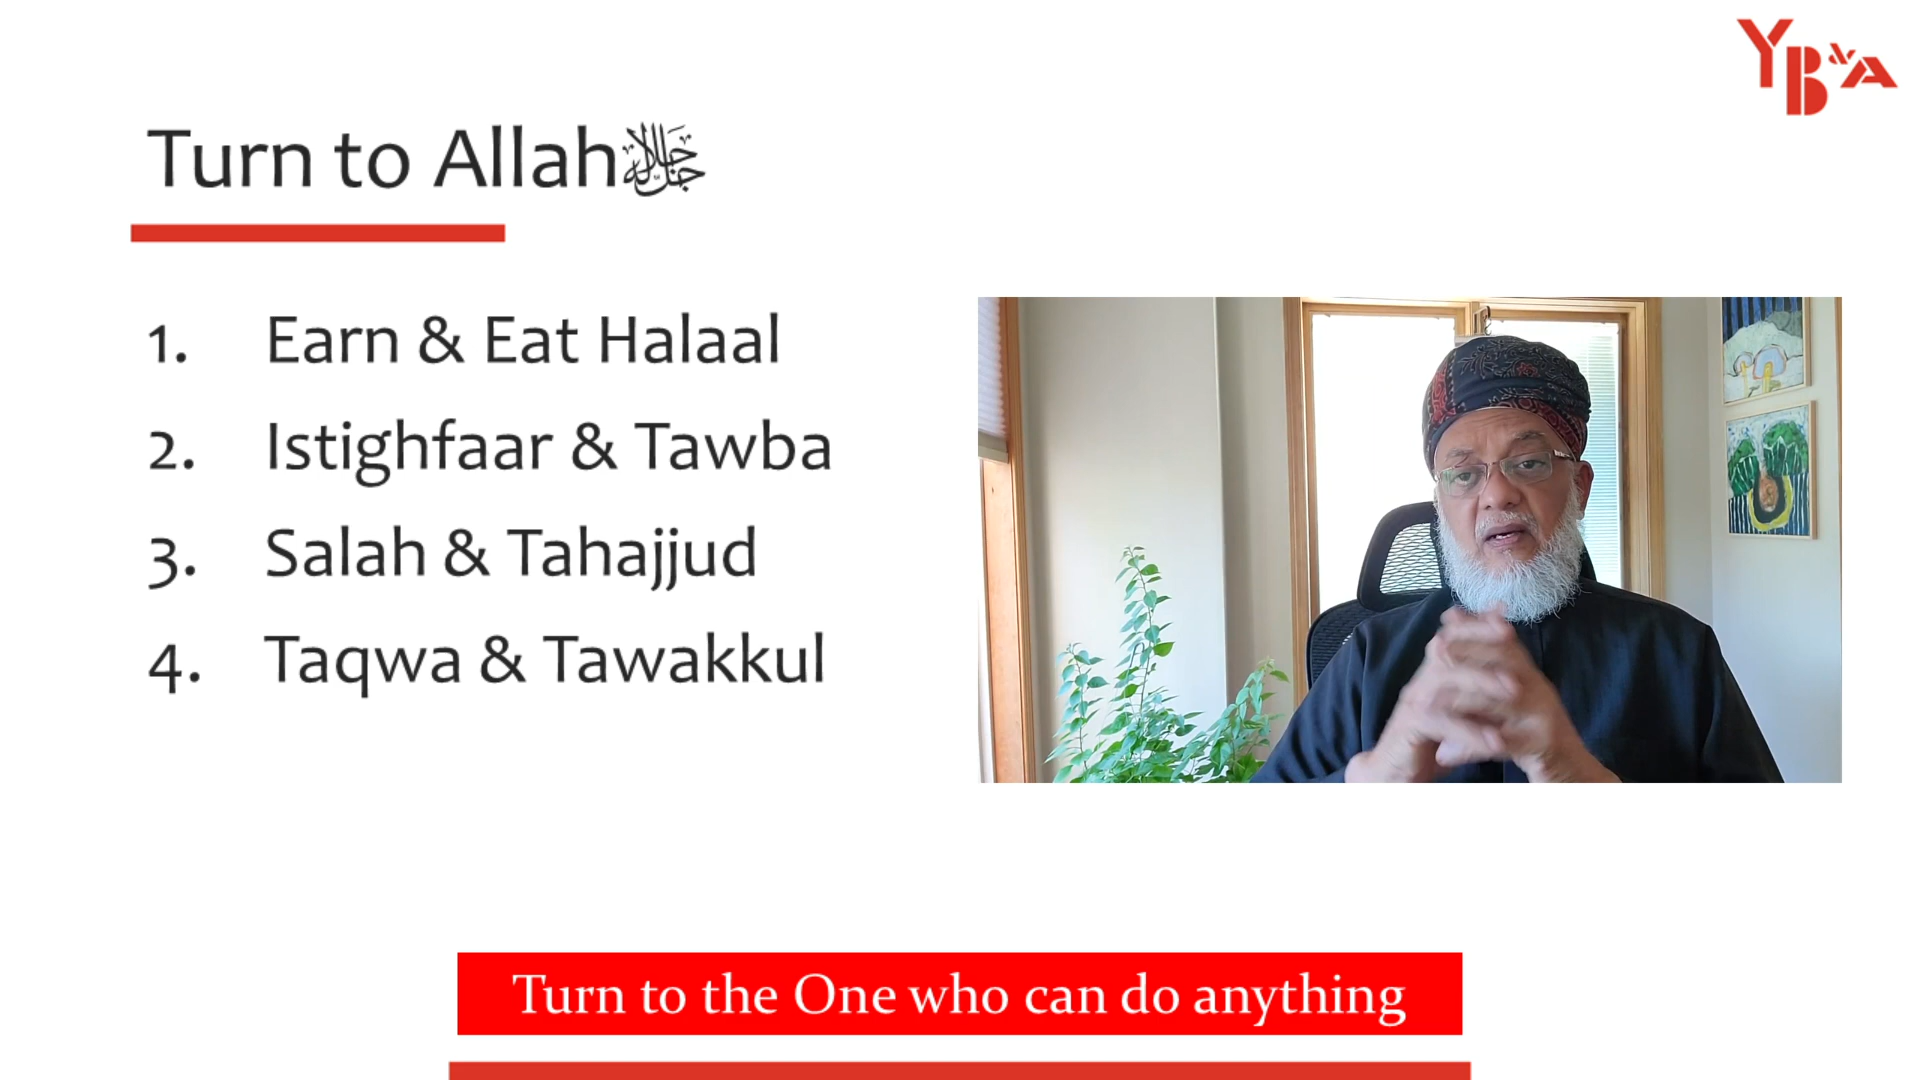 YB&A
Turn to Allah ﷻ
1. Earn & Eat Halaal
2. Istighfaar & Tawba
3. Salah & Tahajjud
4. Taqwa & Tawakkul
Turn to the One who can do anything